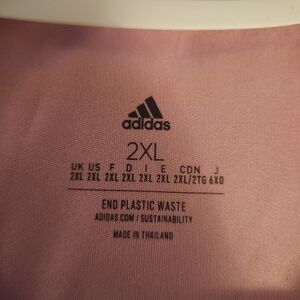 adidas
2XL
UK US F D I E CDN J
2XL 2XL 2XL 2XL 2XL 2XL 2XL/2TG 6XO
END PLASTIC WASTE
ADIDAS.COM / SUSTAINABILITY
MADE IN THAILAND